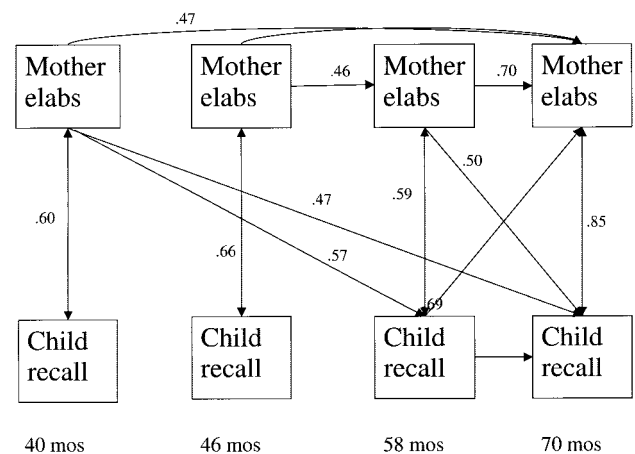 .47
Mother
elabs
Mother
elabs
Mother
elabs
Mother
elabs
.46
.70
.50
.47
.59
.60
.85
.66
.57
.69
Child
recall
Child
recall
Child
recall
Child
recall
40 mos
46 mos
58 mos
70 mos